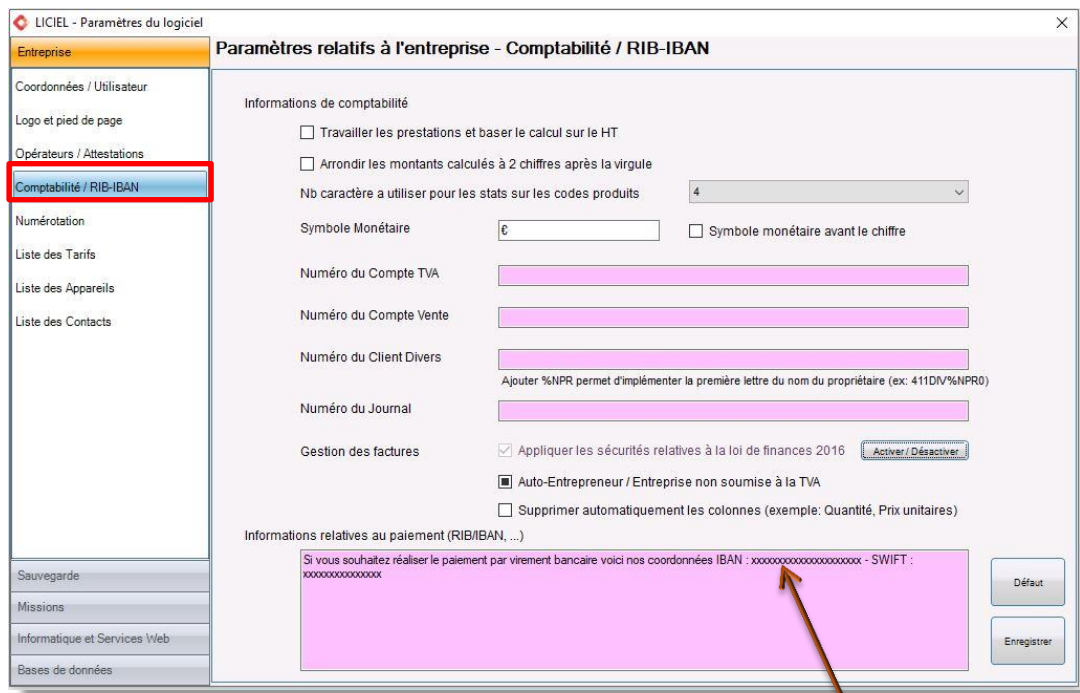 LICIEL - Paramètres du logiciel
Entreprise
Coordonnées / Utilisateur
Logo et pied de page
Opérateurs / Attestations
Comptabilité / RIB-IBAN
Numérotation
Liste des Tarifs
Liste des Appareils
Liste des Contacts
Sauvegarde
Missions
Informatique et Services Web
Bases de données
Paramètres relatifs à l'entreprise - Comptabilité / RIB-IBAN
Informations de comptabilité
Travailler les prestations et baser le calcul sur le HT
Arrondir les montants calculés à 2 chiffres après la virgule
Nb caractère a utiliser pour les stats sur les codes produits 4
Symbole Monétaire € Symbole monétaire avant le chiffre
Numéro du Compte TVA
Numéro du Compte Vente
Numéro du Client Divers
Ajouter %NPR permet d'implémenter la première lettre du nom du propriétaire (ex: 411DIV%NPR0)
Numéro du Journal
Gestion des factures Appliquer les sécurités relatives à la loi de finances 2016 Activer / Désactiver
Auto-Entrepreneur / Entreprise non soumise à la TVA
Supprimer automatiquement les colonnes (exemple: Quantité, Prix unitaires)
Informations relatives au paiement (RIB/IBAN, ...)
Si vous souhaitez réaliser le paiement par virement bancaire voici nos coordonnées IBAN : xxxxxxxxxxxxxxxxxxxx - SWIFT :
xxxxxxxxxxxxxx
Défaut
Enregistrer